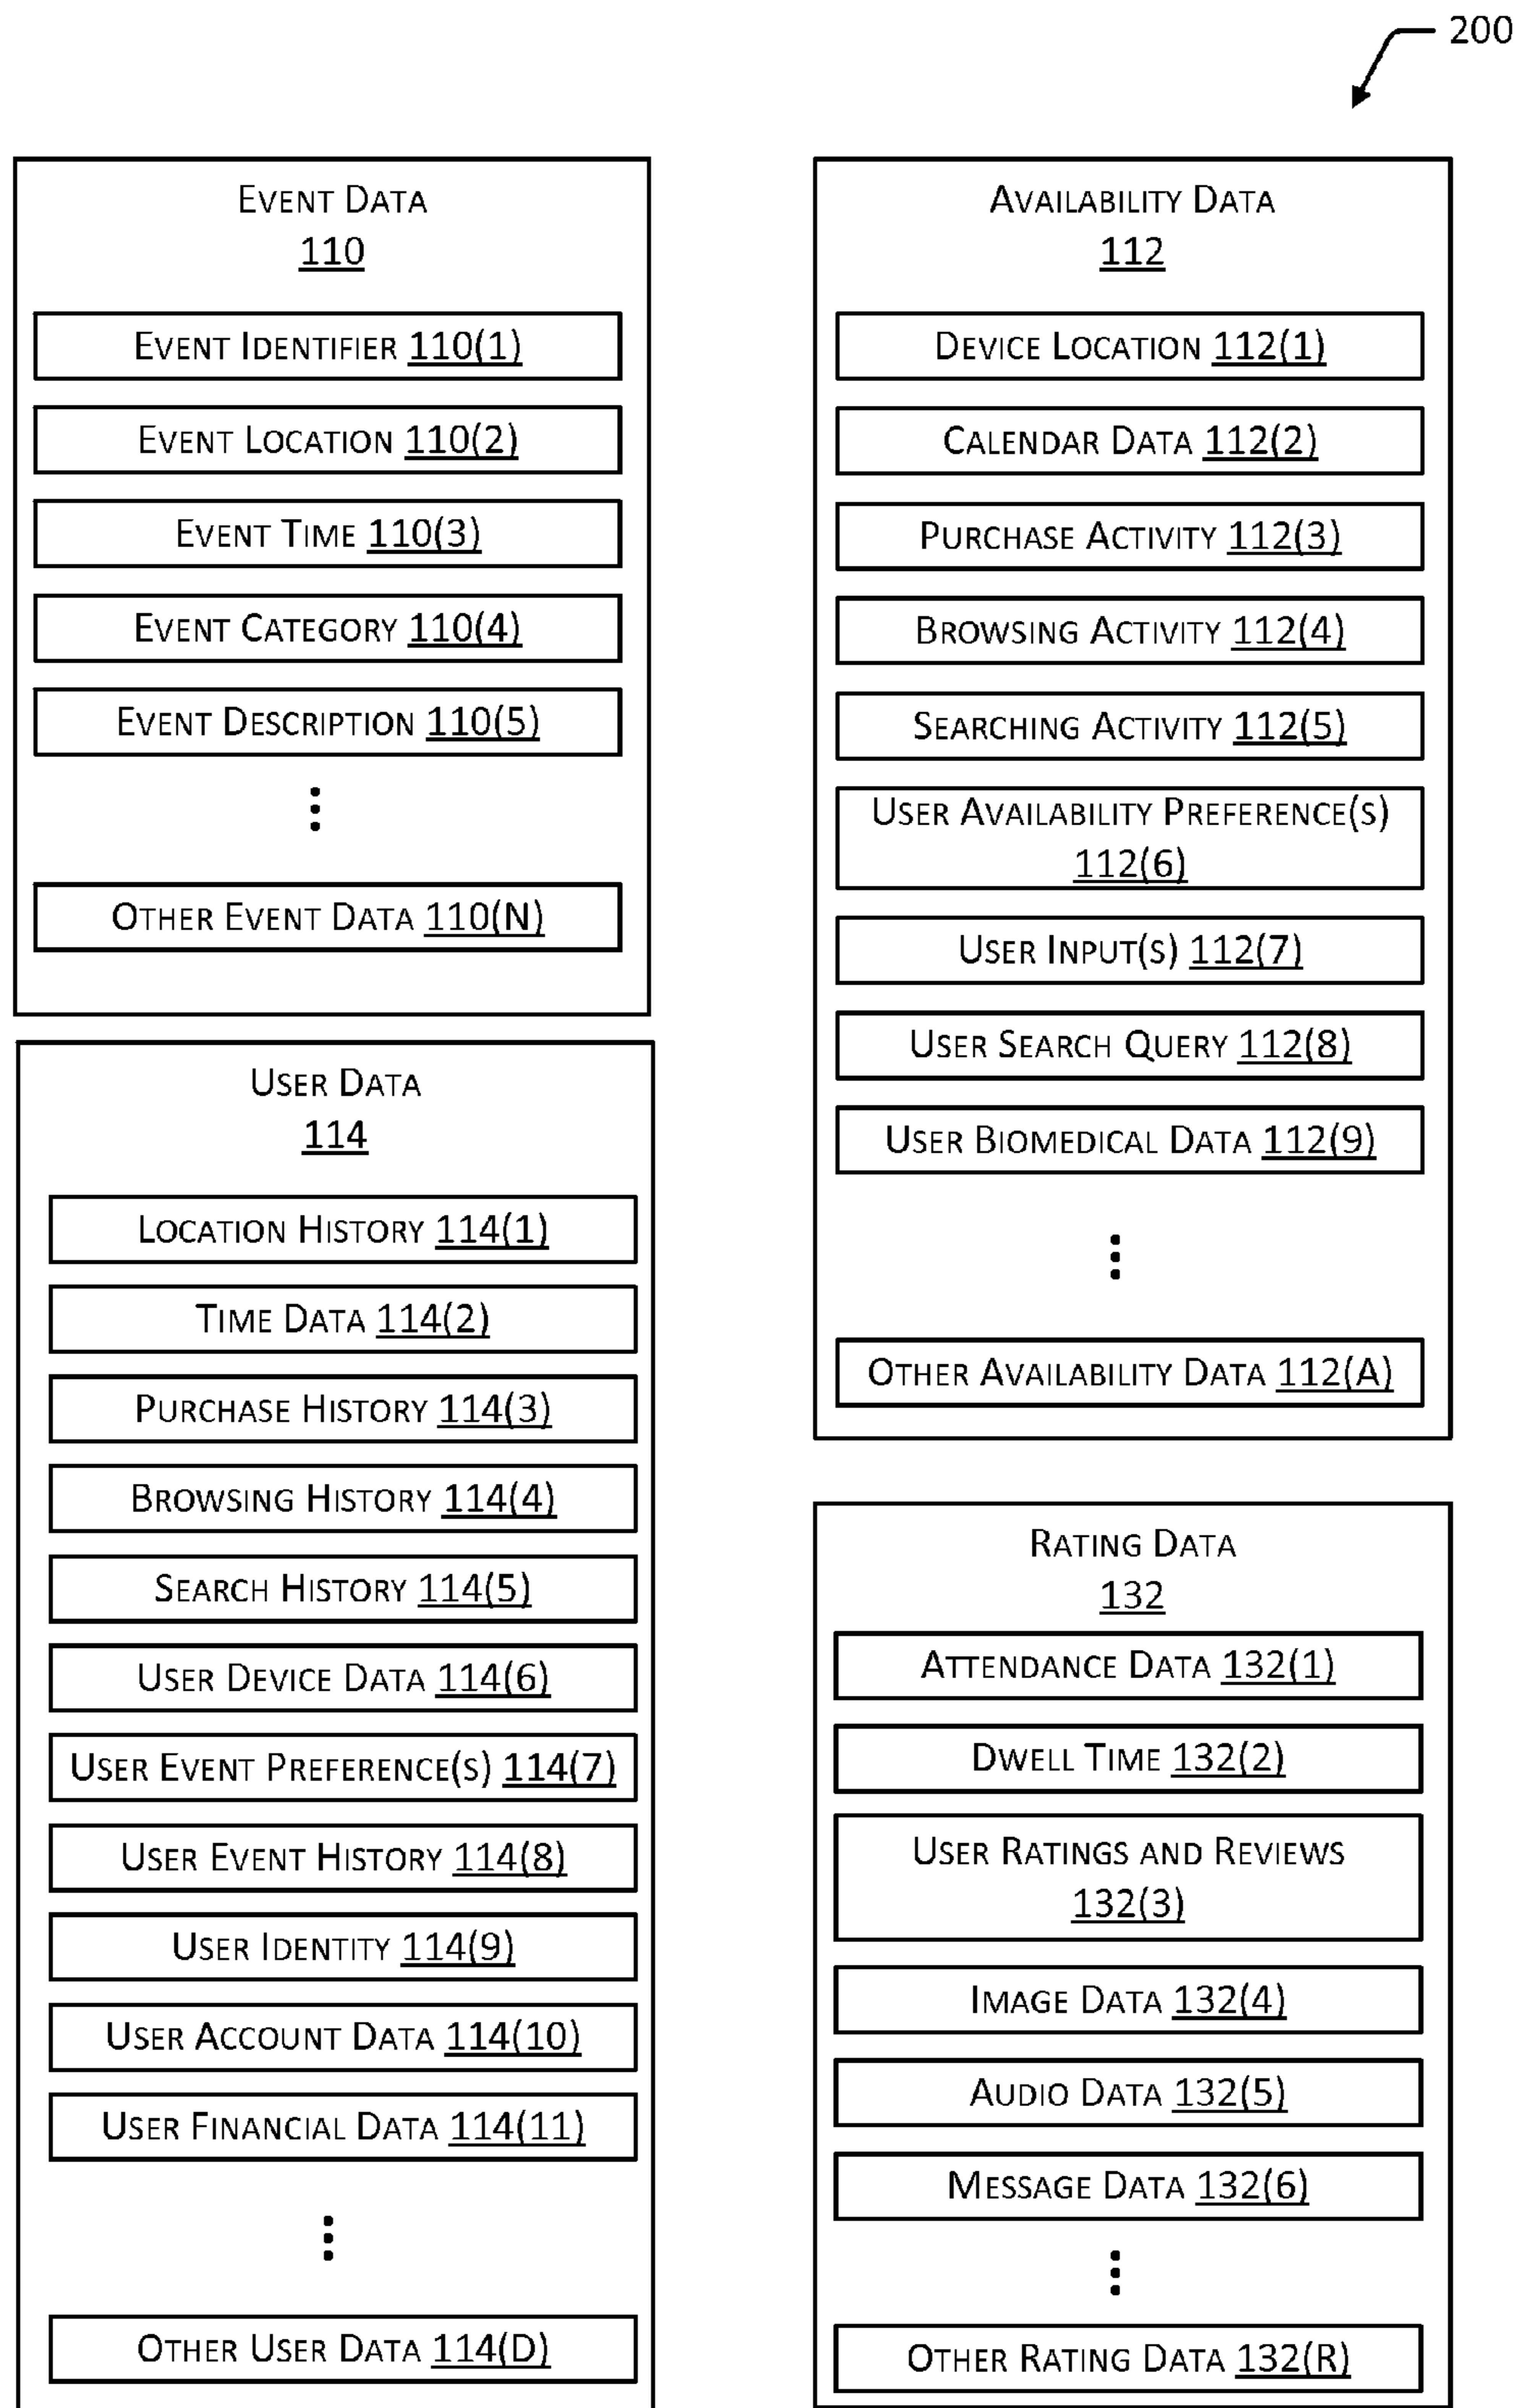 200
Event Data
110
Event Identifier 110(1)
Event Location 110(2)
Event Time 110(3)
Event Category 110(4)
Event Description 110(5)
Other Event Data 110(N)
User Data
114
Location History 114(1)
Time Data 114(2)
Purchase History 114(3)
Browsing History 114(4)
Search History 114(5)
User Device Data 114(6)
User Event Preference(s) 114(7)
User Event History 114(8)
User Identity 114(9)
User Account Data 114(10)
User Financial Data 114(11)
Other User Data 114(D)
Availability Data
112
Device Location 112(1)
Calendar Data 112(2)
Purchase Activity 112(3)
Browsing Activity 112(4)
Searching Activity 112(5)
User Availability Preference(s)
112(6)
User Input(s) 112(7)
User Search Query 112(8)
User Biomedical Data 112(9)
Other Availability Data 112(A)
Rating Data
132
Attendance Data 132(1)
Dwell Time 132(2)
User Ratings and Reviews
132(3)
Image Data 132(4)
Audio Data 132(5)
Message Data 132(6)
Other Rating Data 132(R)